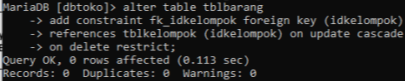 MariaDB [dbtoko]> alter table tblbarang
    -> add constraint fk_idkelompok foreign key (idkelompok)
    -> references tblkelompok (idkelompok) on update cascade
    -> on delete restrict;
Query OK, 0 rows affected (0.113 sec)
Records: 0  Duplicates: 0  Warnings: 0